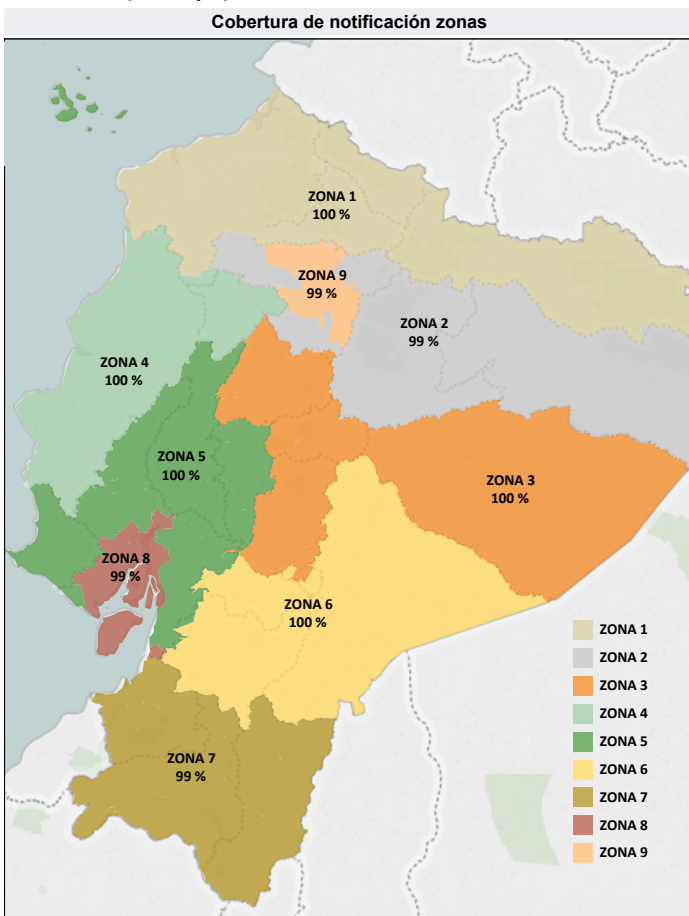 Cobertura de notificación zonas
ZONA 1
100 %
ZONA 9
99 %
ZONA 2
99 %
ZONA 4
100 %
ZONA 5
100 %
ZONA 3
100 %
ZONA 8
99 %
ZONA 6
100 %
ZONA 7
99 %
ZONA 1
ZONA 2
ZONA 3
ZONA 4
ZONA 5
ZONA 6
ZONA 7
ZONA 8
ZONA 9